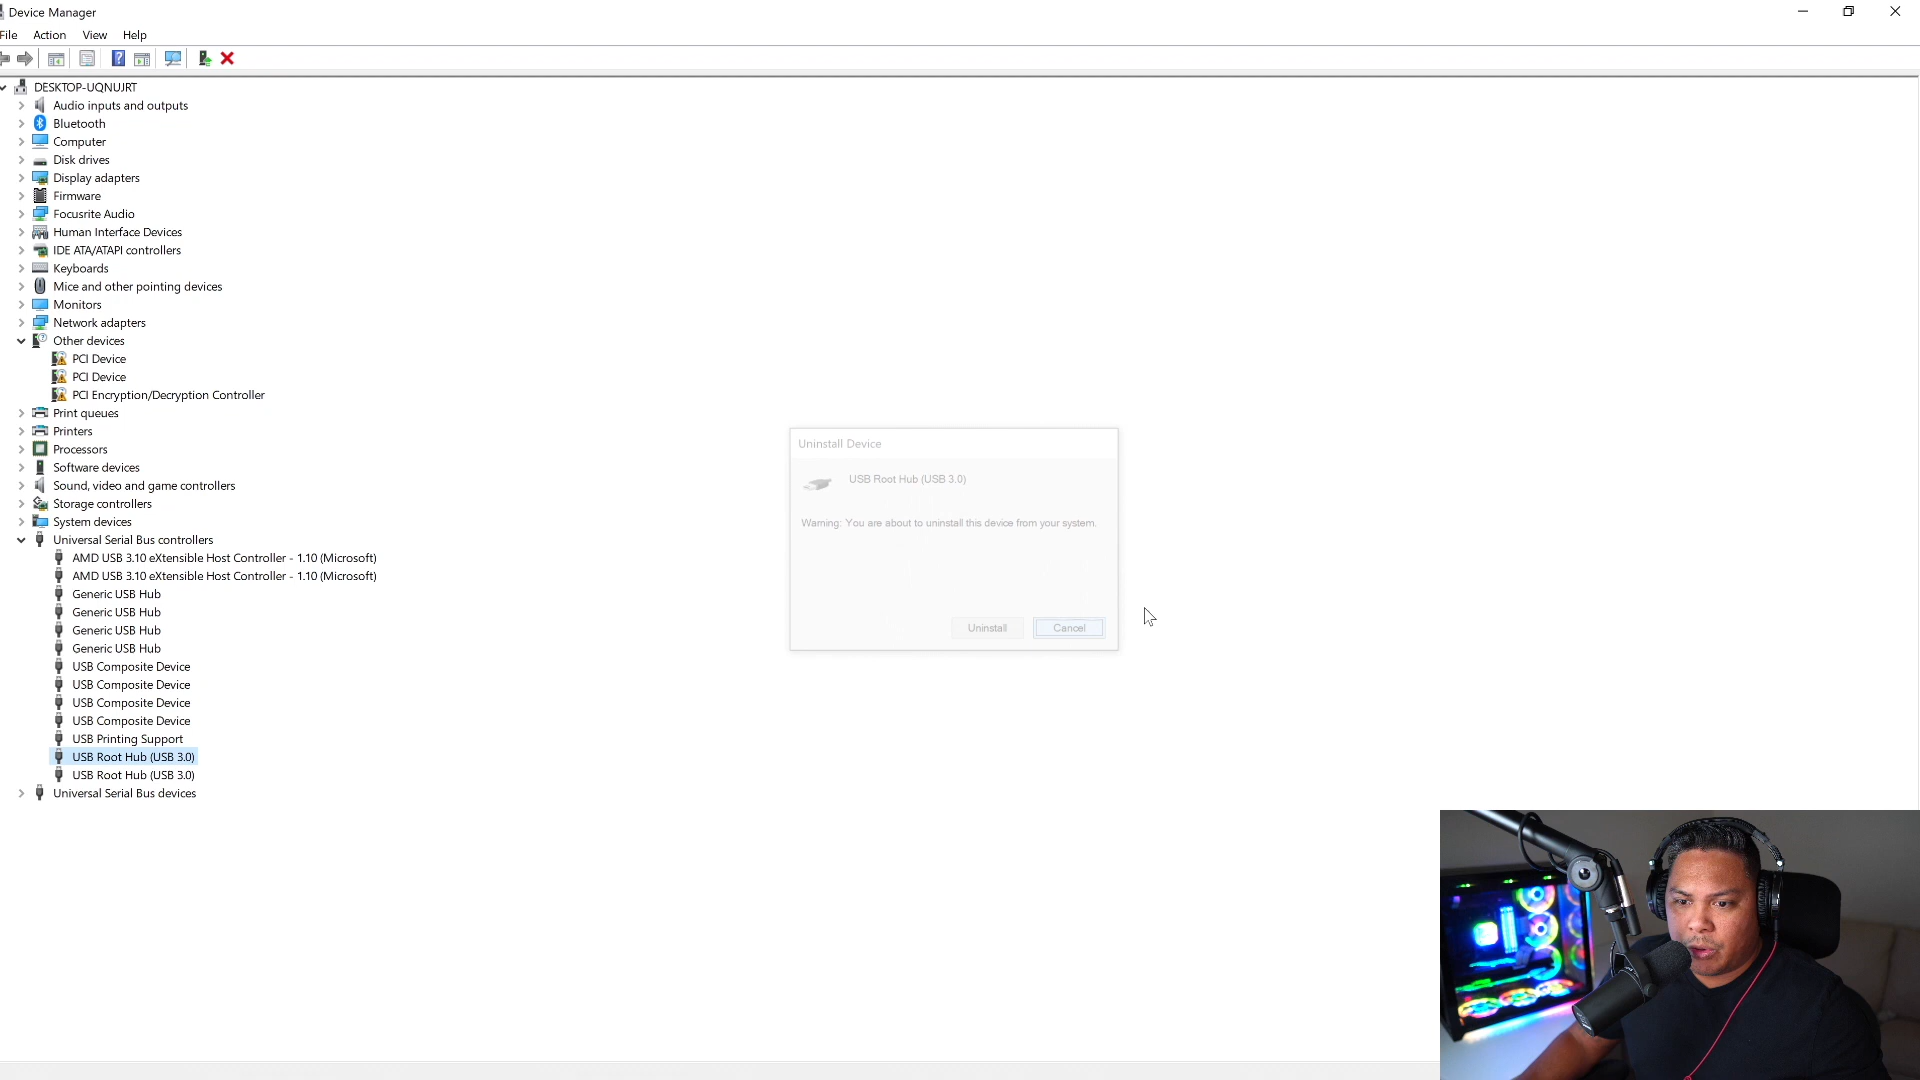 Device Manager
File Action View Help
DESKTOP-UQNUJRT
Audio inputs and outputs
Bluetooth
Computer
Disk drives
Display adapters
Firmware
Focusrite Audio
Human Interface Devices
IDE ATA/ATAPI controllers
Keyboards
Mice and other pointing devices
Monitors
Network adapters
Other devices
PCI Device
PCI Device
PCI Encryption/Decryption Controller
Print queues
Printers
Processors
Software devices
Sound, video and game controllers
Storage controllers
System devices
Universal Serial Bus controllers
AMD USB 3.10 eXtensible Host Controller - 1.10 (Microsoft)
AMD USB 3.10 eXtensible Host Controller - 1.10 (Microsoft)
Generic USB Hub
Generic USB Hub
Generic USB Hub
Generic USB Hub
USB Composite Device
USB Composite Device
USB Composite Device
USB Composite Device
USB Printing Support
USB Root Hub (USB 3.0)
USB Root Hub (USB 3.0)
Universal Serial Bus devices
Uninstall Device
USB Root Hub (USB 3.0)
Warning: You are about to uninstall this device from your system.
Uninstall Cancel